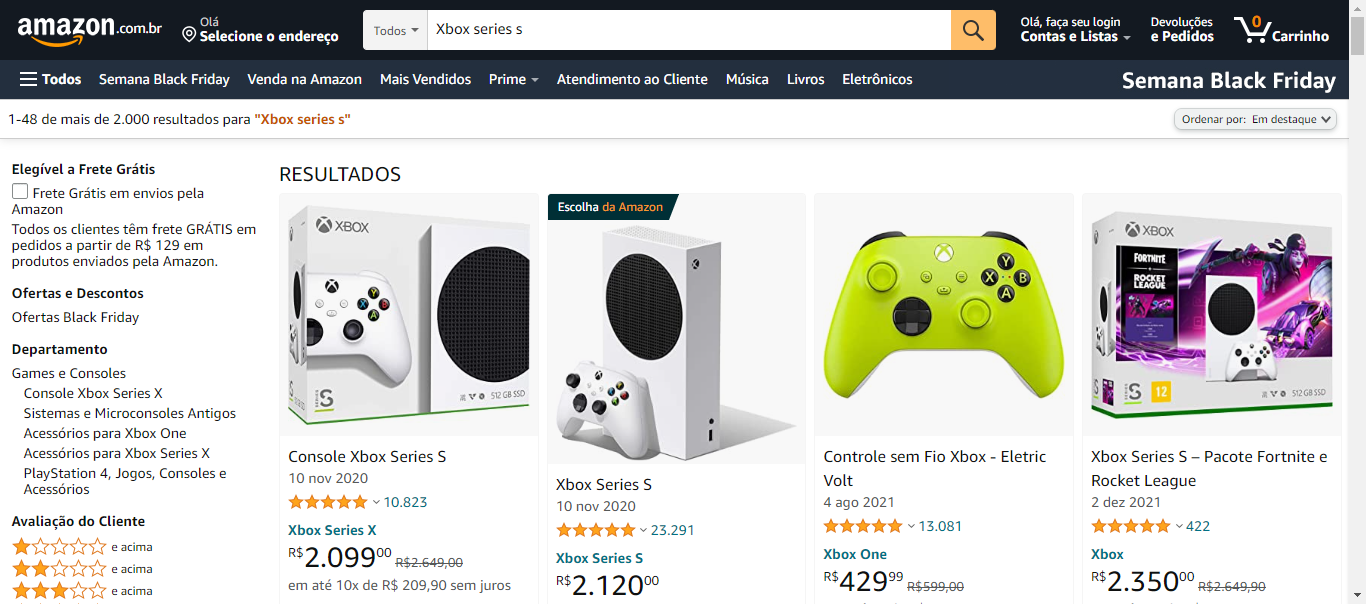 amazon.com.br
Olá
Selecione o endereço
Todos
Xbox series s
Olá, faça seu login
Contas e Listas
Devoluções
e Pedidos
0
Carrinho
Todos
Semana Black Friday
Venda na Amazon
Mais Vendidos
Prime
Atendimento ao Cliente
Música
Livros
Eletrônicos
Semana Black Friday
1-48 de mais de 2.000 resultados para "Xbox series s"
Ordenar por: Em destaque
Elegível a Frete Grátis
Frete Grátis em envios pela
Amazon
Todos os clientes têm frete GRÁTIS em
pedidos a partir de R$ 129 em
produtos enviados pela Amazon.
Ofertas e Descontos
Ofertas Black Friday
Departamento
Games e Consoles
Console Xbox Series X
Sistemas e Microconsoles Antigos
Acessórios para Xbox One
Acessórios para Xbox Series X
PlayStation 4, Jogos, Consoles e
Acessórios
Avaliação do Cliente
e acima
e acima
e acima
RESULTADOS
XBOX
Y
X
B
A
SERIES
S
512 GB SSD
Console Xbox Series S
10 nov 2020
10.823
Xbox Series X
R$2.09900 R$2.649,00
em até 10x de R$ 209,90 sem juros
Escolha da Amazon
Xbox Series S
10 nov 2020
23.291
Xbox Series S
R$2.12000
Y
X
B
A
Controle sem Fio Xbox - Eletric
Volt
4 ago 2021
13.081
Xbox One
R$42999 R$599,00
XBOX
FORTNITE
ROCKET
LEAGUE
SERIES
S
12
512 GB SSD
Xbox Series S – Pacote Fortnite e
Rocket League
2 dez 2021
422
Xbox
R$2.35000 R$2.649,90